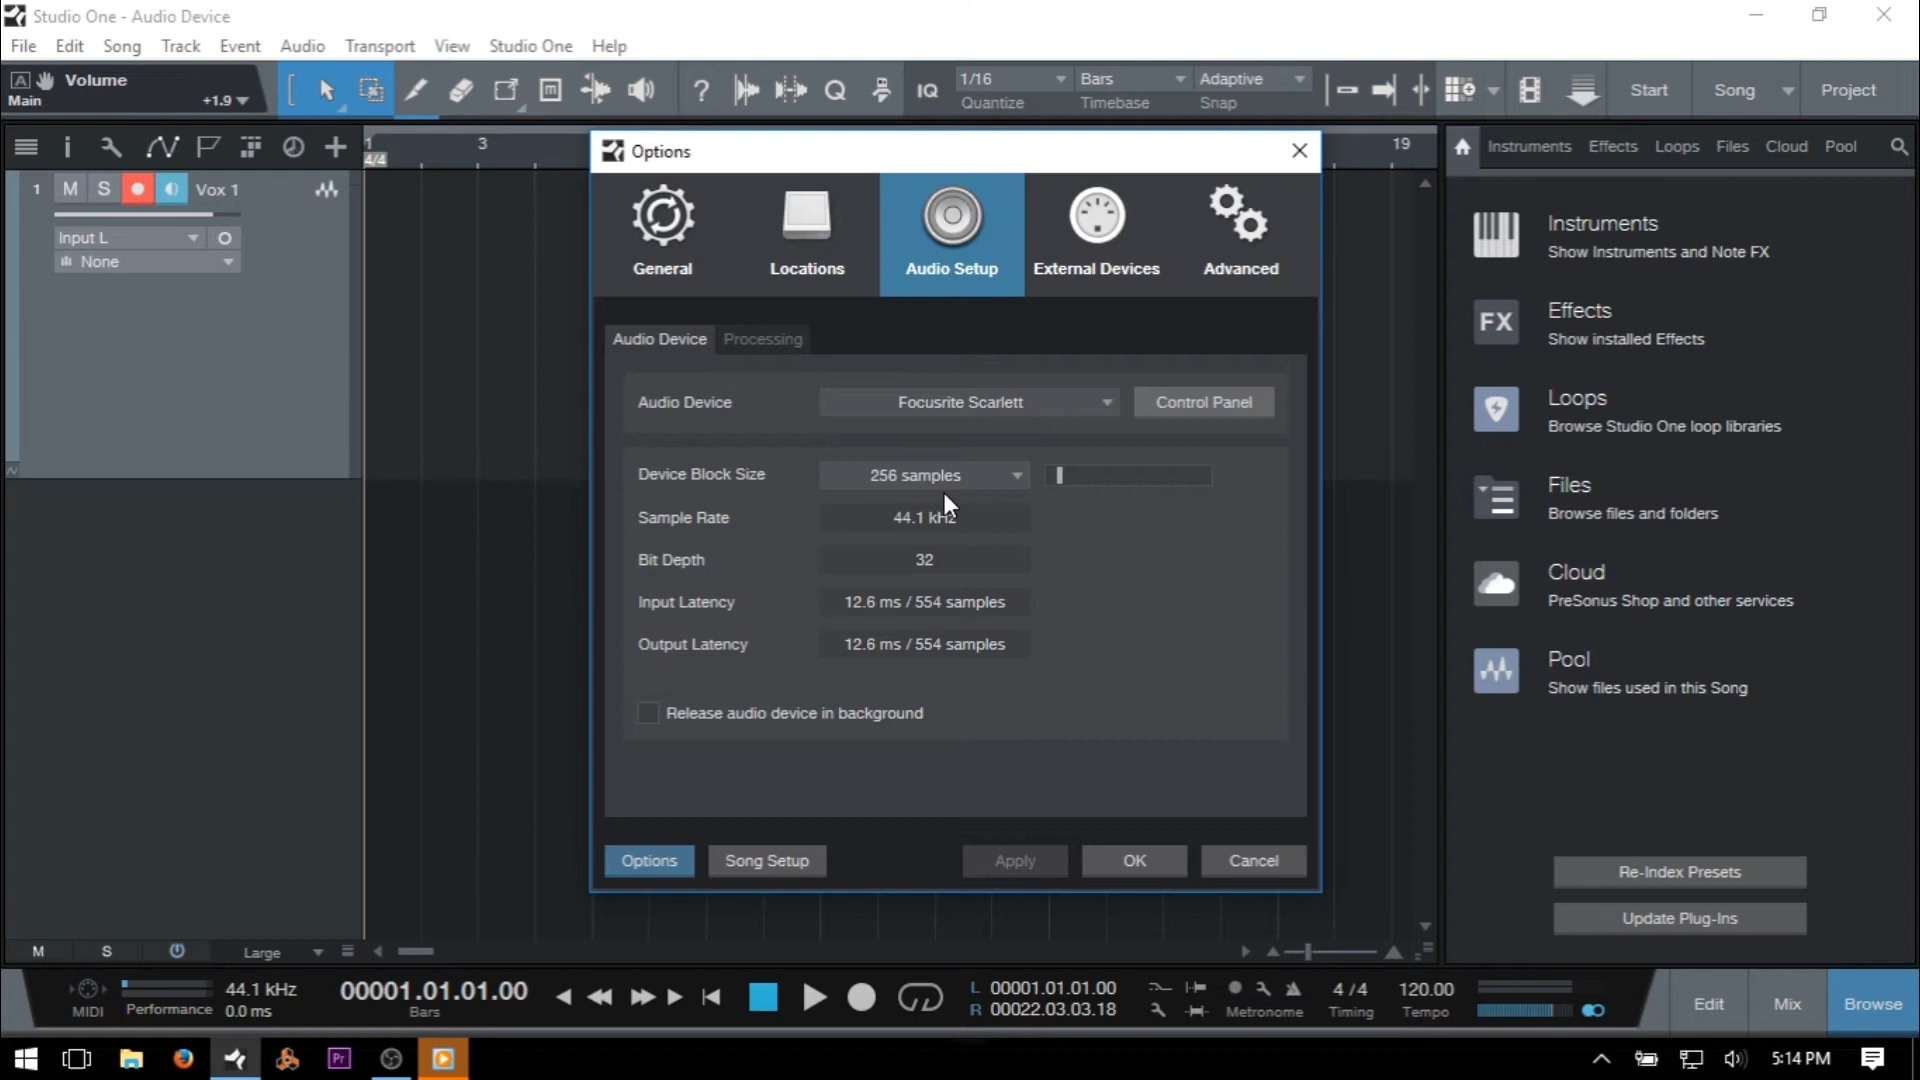 Studio One - Audio Device
File Edit Song Track Event Audio Transport View Studio One Help
A Volume
Main +1.9
? Q IQ 1/16 Bars Adaptive
Quantize Timebase Snap
Start Song Project
i 1 3 19
4/4
Options
Instruments Effects Loops Files Cloud Pool
1 M S Vox 1
Input L
None
General Locations Audio Setup External Devices Advanced
Audio Device Processing
Audio Device Focusrite Scarlett Control Panel
Device Block Size 256 samples
Sample Rate 44.1 kHz
Bit Depth 32
Input Latency 12.6 ms / 554 samples
Output Latency 12.6 ms / 554 samples
Release audio device in background
Options Song Setup Apply OK Cancel
Instruments
Show Instruments and Note FX
FX
Effects
Show installed Effects
Loops
Browse Studio One loop libraries
Files
Browse files and folders
Cloud
PreSonus Shop and other services
Pool
Show files used in this Song
Re-Index Presets
Update Plug-Ins
M S Large
MIDI Performance 44.1 kHz
0.0 ms
00001.01.01.00
Bars
L 00001.01.01.00
R 00022.03.03.18
Metronome
4 / 4
Timing
120.00
Tempo
Edit Mix Browse
Pr
5:14 PM